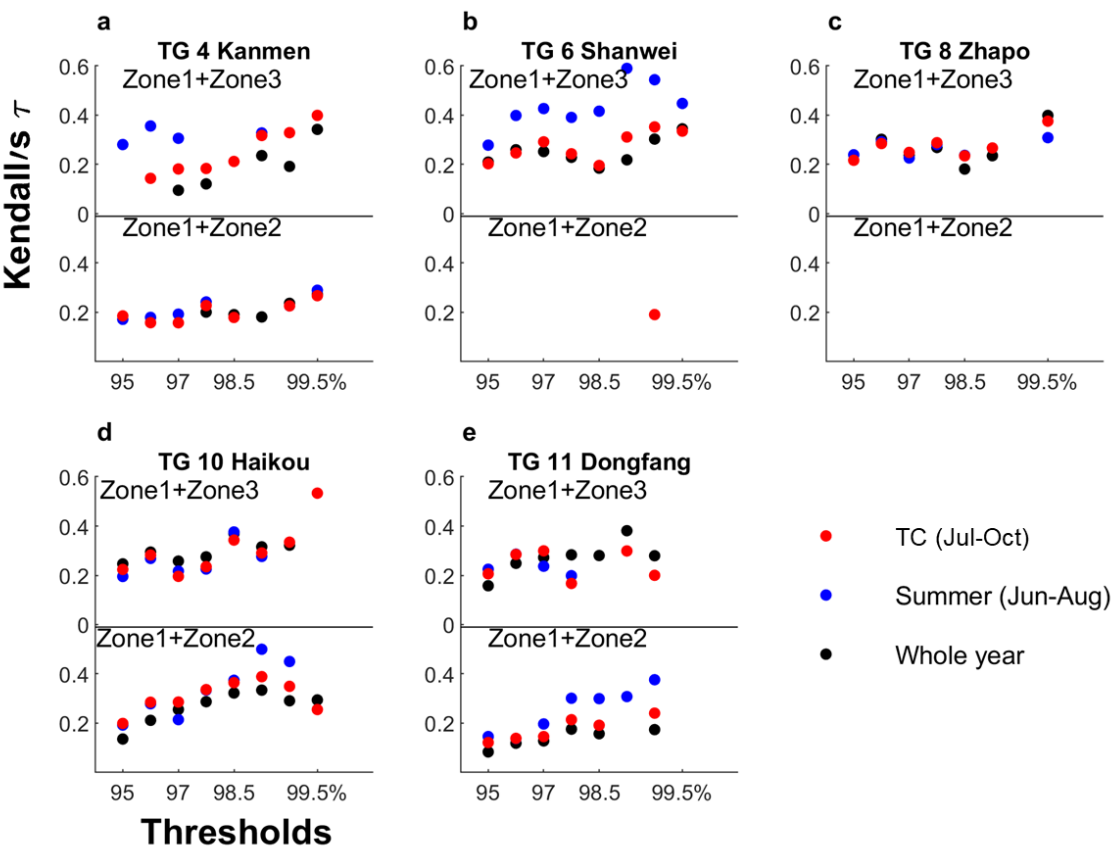 a
TG 4 Kanmen
Zone1+Zone3
0.6
0.4
0.2
0
Zone1+Zone2
0.4
0.2
95 97 98.5 99.5%
b
TG 6 Shanwei
Zone1+Zone3
0.6
0.4
0.2
0
Zone1+Zone2
0.4
0.2
95 97 98.5 99.5%
c
TG 8 Zhapo
Zone1+Zone3
0.6
0.4
0.2
0
Zone1+Zone2
0.4
0.2
95 97 98.5 99.5%
Kendall/s τ
d
TG 10 Haikou
Zone1+Zone3
0.6
0.4
0.2
0
Zone1+Zone2
0.4
0.2
95 97 98.5 99.5%
Thresholds
e
TG 11 Dongfang
Zone1+Zone3
0.6
0.4
0.2
0
Zone1+Zone2
0.4
0.2
95 97 98.5 99.5%
TC (Jul-Oct)
Summer (Jun-Aug)
Whole year